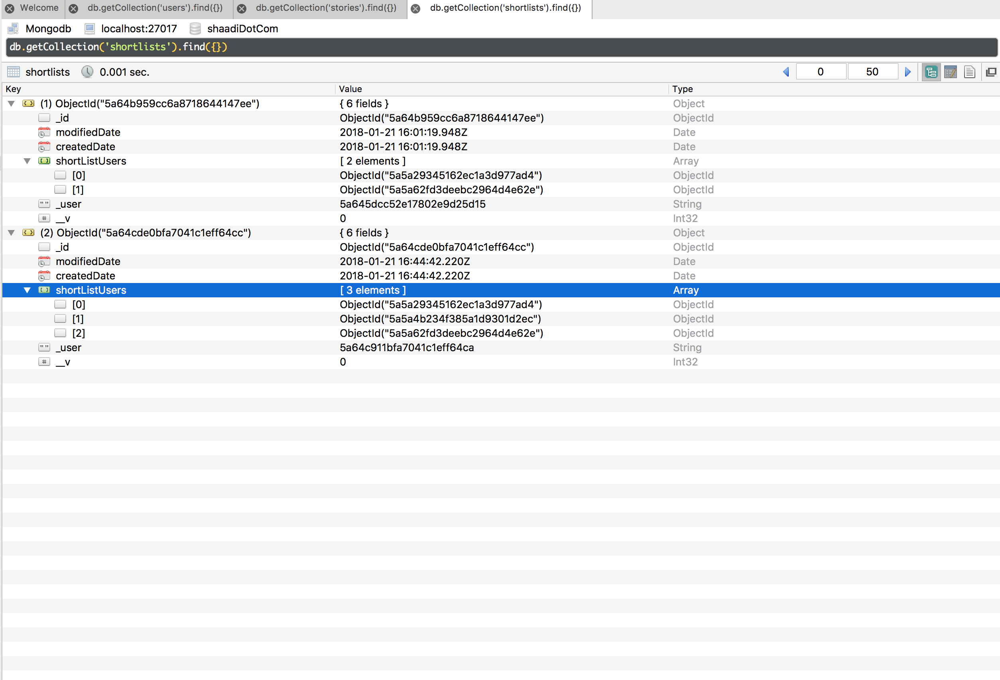 Welcome db.getCollection('users').find({}) db.getCollection('stories').find({}) db.getCollection('shortlists').find({})
Mongodb localhost:27017 shaadiDotCom
db.getCollection('shortlists').find({})
shortlists 0.001 sec. 0 50
Key Value Type
(1) ObjectId("5a64b959cc6a8718644147ee") { 6 fields } Object
_id ObjectId("5a64b959cc6a8718644147ee") ObjectId
modifiedDate 2018-01-21 16:01:19.948Z Date
createdDate 2018-01-21 16:01:19.948Z Date
shortListUsers [ 2 elements ] Array
[0] ObjectId("5a5a29345162ec1a3d977ad4") ObjectId
[1] ObjectId("5a5a62fd3deebc2964d4e62e") ObjectId
_user 5a645dcc52e17802e9d25d15 String
__v 0 Int32
(2) ObjectId("5a64cde0bfa7041c1eff64cc") { 6 fields } Object
_id ObjectId("5a64cde0bfa7041c1eff64cc") ObjectId
modifiedDate 2018-01-21 16:44:42.220Z Date
createdDate 2018-01-21 16:44:42.220Z Date
shortListUsers [ 3 elements ] Array
[0] ObjectId("5a5a29345162ec1a3d977ad4") ObjectId
[1] ObjectId("5a5a4b234f385a1d9301d2ec") ObjectId
[2] ObjectId("5a5a62fd3deebc2964d4e62e") ObjectId
_user 5a64c911bfa7041c1eff64ca String
__v 0 Int32